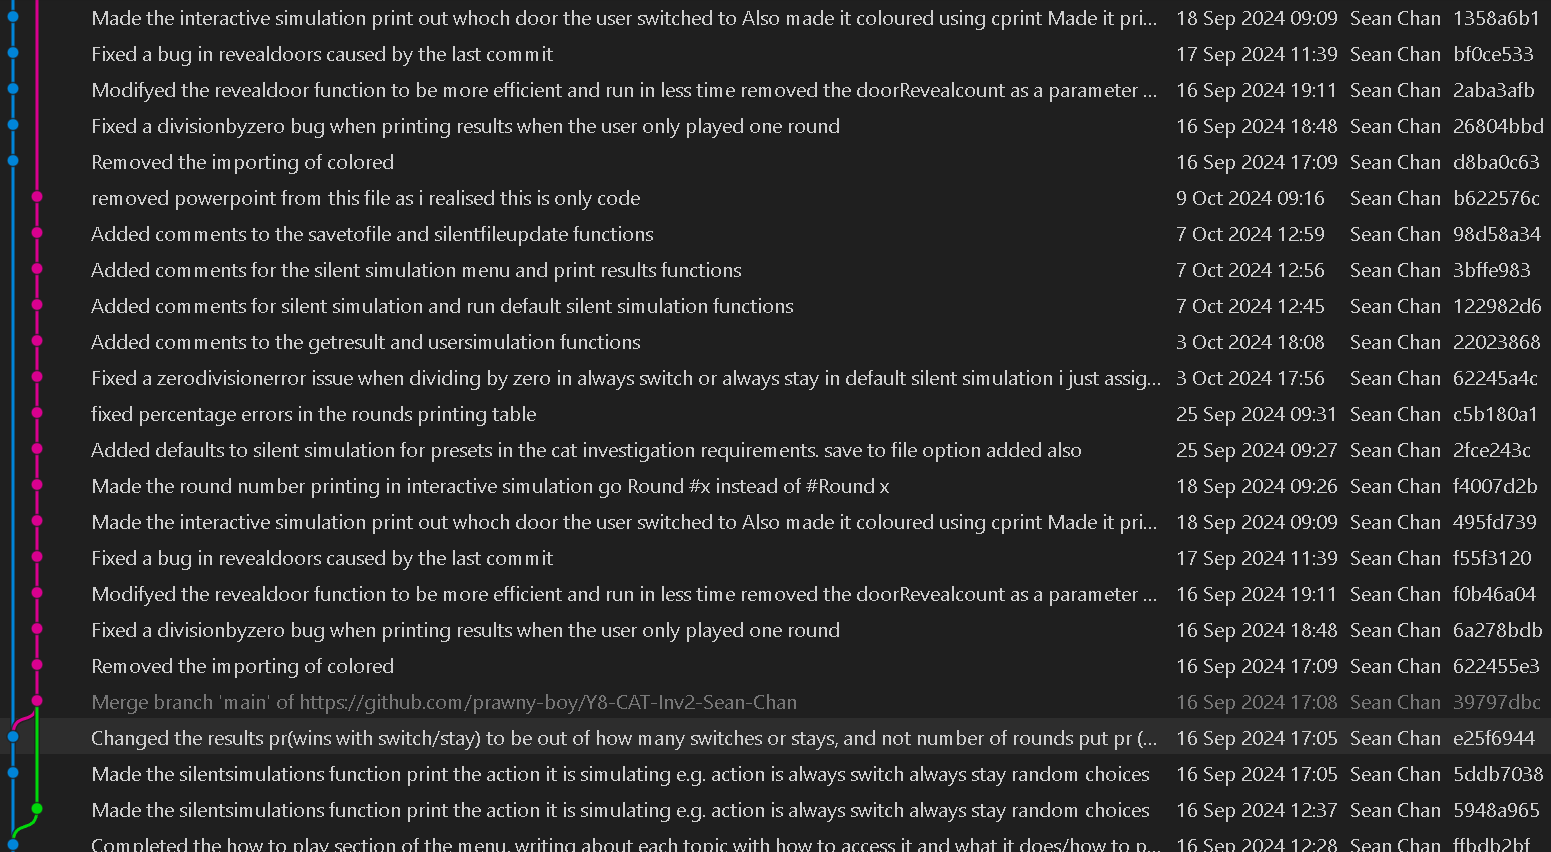 Made the interactive simulation print out whoch door the user switched to Also made it coloured using cprint Made it pri... 18 Sep 2024 09:09 Sean Chan 1358a6b1
Fixed a bug in revealdoors caused by the last commit 17 Sep 2024 11:39 Sean Chan bf0ce533
Modifyed the revealdoor function to be more efficient and run in less time removed the doorRevealcount as a parameter ... 16 Sep 2024 19:11 Sean Chan 2aba3afb
Fixed a divisionbyzero bug when printing results when the user only played one round 16 Sep 2024 18:48 Sean Chan 26804bbd
Removed the importing of colored 16 Sep 2024 17:09 Sean Chan d8ba0c63
removed powerpoint from this file as i realised this is only code 9 Oct 2024 09:16 Sean Chan b622576c
Added comments to the savetofile and silentfileupdate functions 7 Oct 2024 12:59 Sean Chan 98d58a34
Added comments for the silent simulation menu and print results functions 7 Oct 2024 12:56 Sean Chan 3bffe983
Added comments for silent simulation and run default silent simulation functions 7 Oct 2024 12:45 Sean Chan 122982d6
Added comments to the getresult and usersimulation functions 3 Oct 2024 18:08 Sean Chan 22023868
Fixed a zerodivisionerror issue when dividing by zero in always switch or always stay in default silent simulation i just assig... 3 Oct 2024 17:56 Sean Chan 62245a4c
fixed percentage errors in the rounds printing table 25 Sep 2024 09:31 Sean Chan c5b180a1
Added defaults to silent simulation for presets in the cat investigation requirements. save to file option added also 25 Sep 2024 09:27 Sean Chan 2fce243c
Made the round number printing in interactive simulation go Round #x instead of #Round x 18 Sep 2024 09:26 Sean Chan f4007d2b
Made the interactive simulation print out whoch door the user switched to Also made it coloured using cprint Made it pri... 18 Sep 2024 09:09 Sean Chan 495fd739
Fixed a bug in revealdoors caused by the last commit 17 Sep 2024 11:39 Sean Chan f55f3120
Modifyed the revealdoor function to be more efficient and run in less time removed the doorRevealcount as a parameter ... 16 Sep 2024 19:11 Sean Chan f0b46a04
Fixed a divisionbyzero bug when printing results when the user only played one round 16 Sep 2024 18:48 Sean Chan 6a278bdb
Removed the importing of colored 16 Sep 2024 17:09 Sean Chan 622455e3
Merge branch 'main' of https://github.com/prawny-boy/Y8-CAT-Inv2-Sean-Chan 16 Sep 2024 17:08 Sean Chan 39797dbc
Changed the results pr(wins with switch/stay) to be out of how many switches or stays, and not number of rounds put pr (... 16 Sep 2024 17:05 Sean Chan e25f6944
Made the silentsimulations function print the action it is simulating e.g. action is always switch always stay random choices 16 Sep 2024 17:05 Sean Chan 5ddb7038
Made the silentsimulations function print the action it is simulating e.g. action is always switch always stay random choices 16 Sep 2024 12:37 Sean Chan 5948a965
Completed the how to play section of the menu, writing about each topic with how to access it and what it does/how to p... 16 Sep 2024 12:28 Sean Chan ffbdb2bf